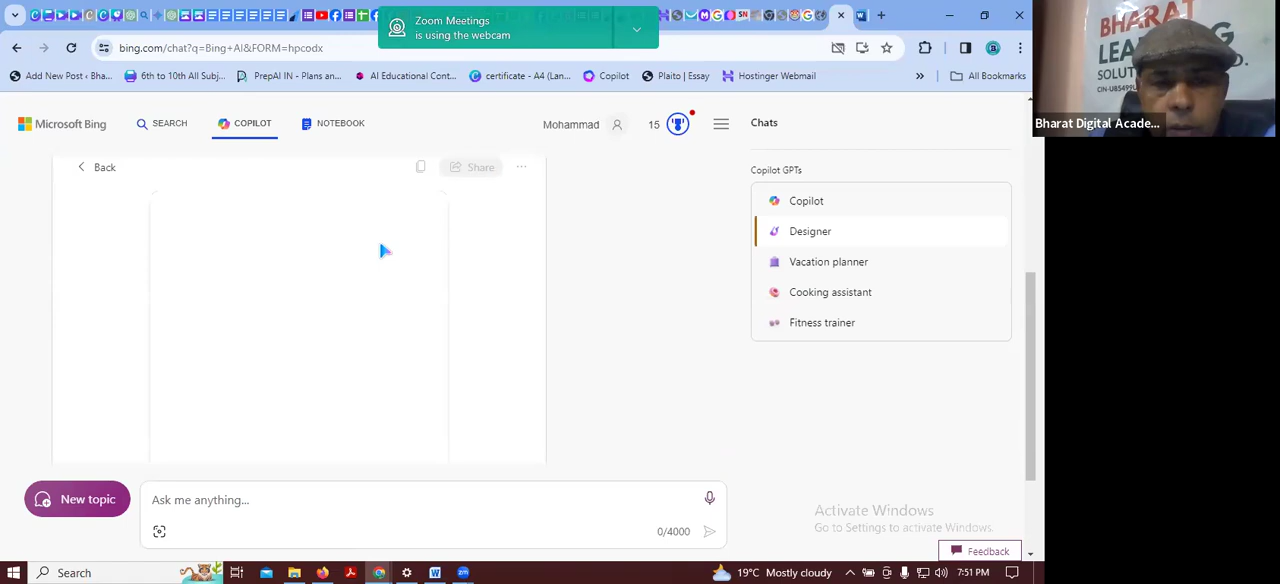 Zoom Meetings
is using the webcam
bing.com/chat?q=Bing+AI&FORM=hpcodx
Add New Post ‹ Bha...
6th to 10th All Subj...
PrepAI IN - Plans an...
AI Educational Cont...
certificate - A4 (Lan...
Copilot
Plaito | Essay
Hostinger Webmail
»
All Bookmarks
BHARAT
SOLUT
Bharat Digital Acade...
Microsoft Bing
SEARCH
COPILOT
NOTEBOOK
Mohammad
15
Chats
Back
Share
Copilot GPTs
Copilot
Designer
Vacation planner
Cooking assistant
Fitness trainer
New topic
Ask me anything...
0/4000
Activate Windows
Go to Settings to activate Windows.
Feedback
Search
19°C Mostly cloudy
7:51 PM